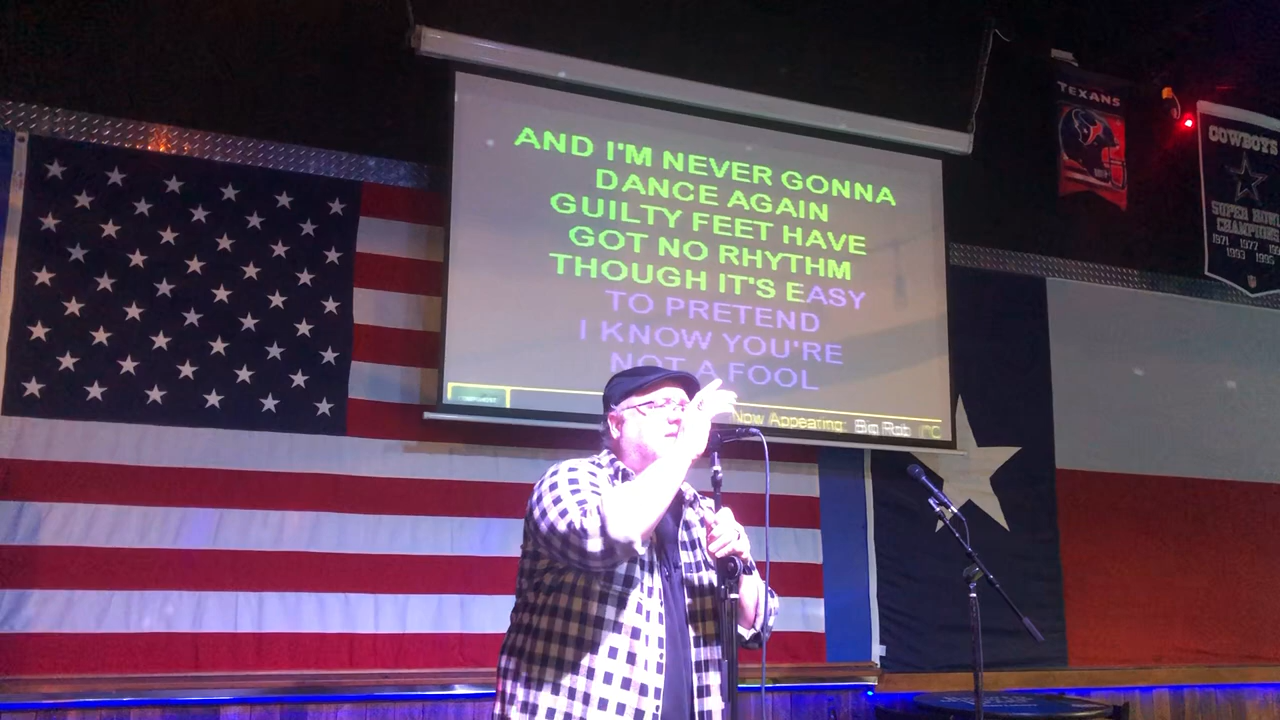 AND I'M NEVER GONNA
DANCE AGAIN
GUILTY FEET HAVE
GOT NO RHYTHM
THOUGH IT'S EASY
TO PRETEND
I KNOW YOU'RE
NOT A FOOL
Now Appearing: Big Rob
TEXANS
COWBOYS
SUPER BOWL
CHAMPIONS
1971 1977
1993 1995